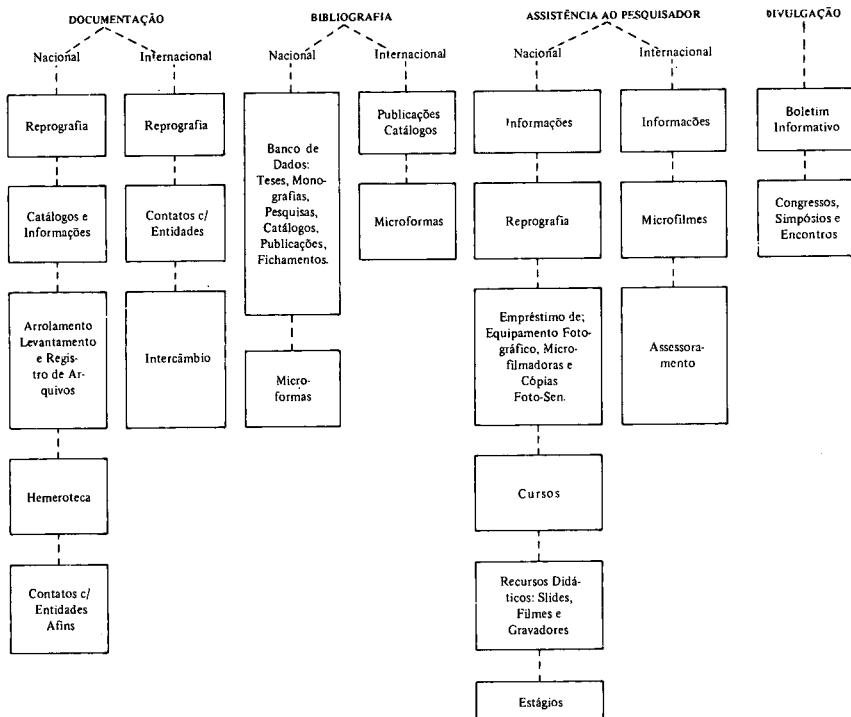 DOCUMENTAÇÃO
Nacional
Internacional
Reprografia
Catálogos e
Informações
Arrolamento
Levantamento
e Regis-
tro de Ar-
quivos
Hemeroteca
Contatos c/
Entidades
Afins
Reprografia
Contatos c/
Entidades
Intercâmbio
BIBLIOGRAFIA
Nacional
Internacional
Banco de
Dados:
Teses, Mono-
grafias,
Pesquisas,
Catálogos,
Publicações,
Fichamentos.
Micro-
formas
Publicações
Catálogos
Microformas
ASSISTÊNCIA AO PESQUISADOR
Nacional
Internacional
Informações
Reprografia
Empréstimo de;
Equipamento Foto-
gráfico, Micro-
filmadoras e
Cópias
Foto-Sen.
Cursos
Recursos Didá-
ticos: Slides,
Filmes e
Gravadores
Estágios
Informacões
Microfilmes
Assessora-
mento
DIVULGAÇÃO
Boletim
Informativo
Congressos,
Simpósios e
Encontros